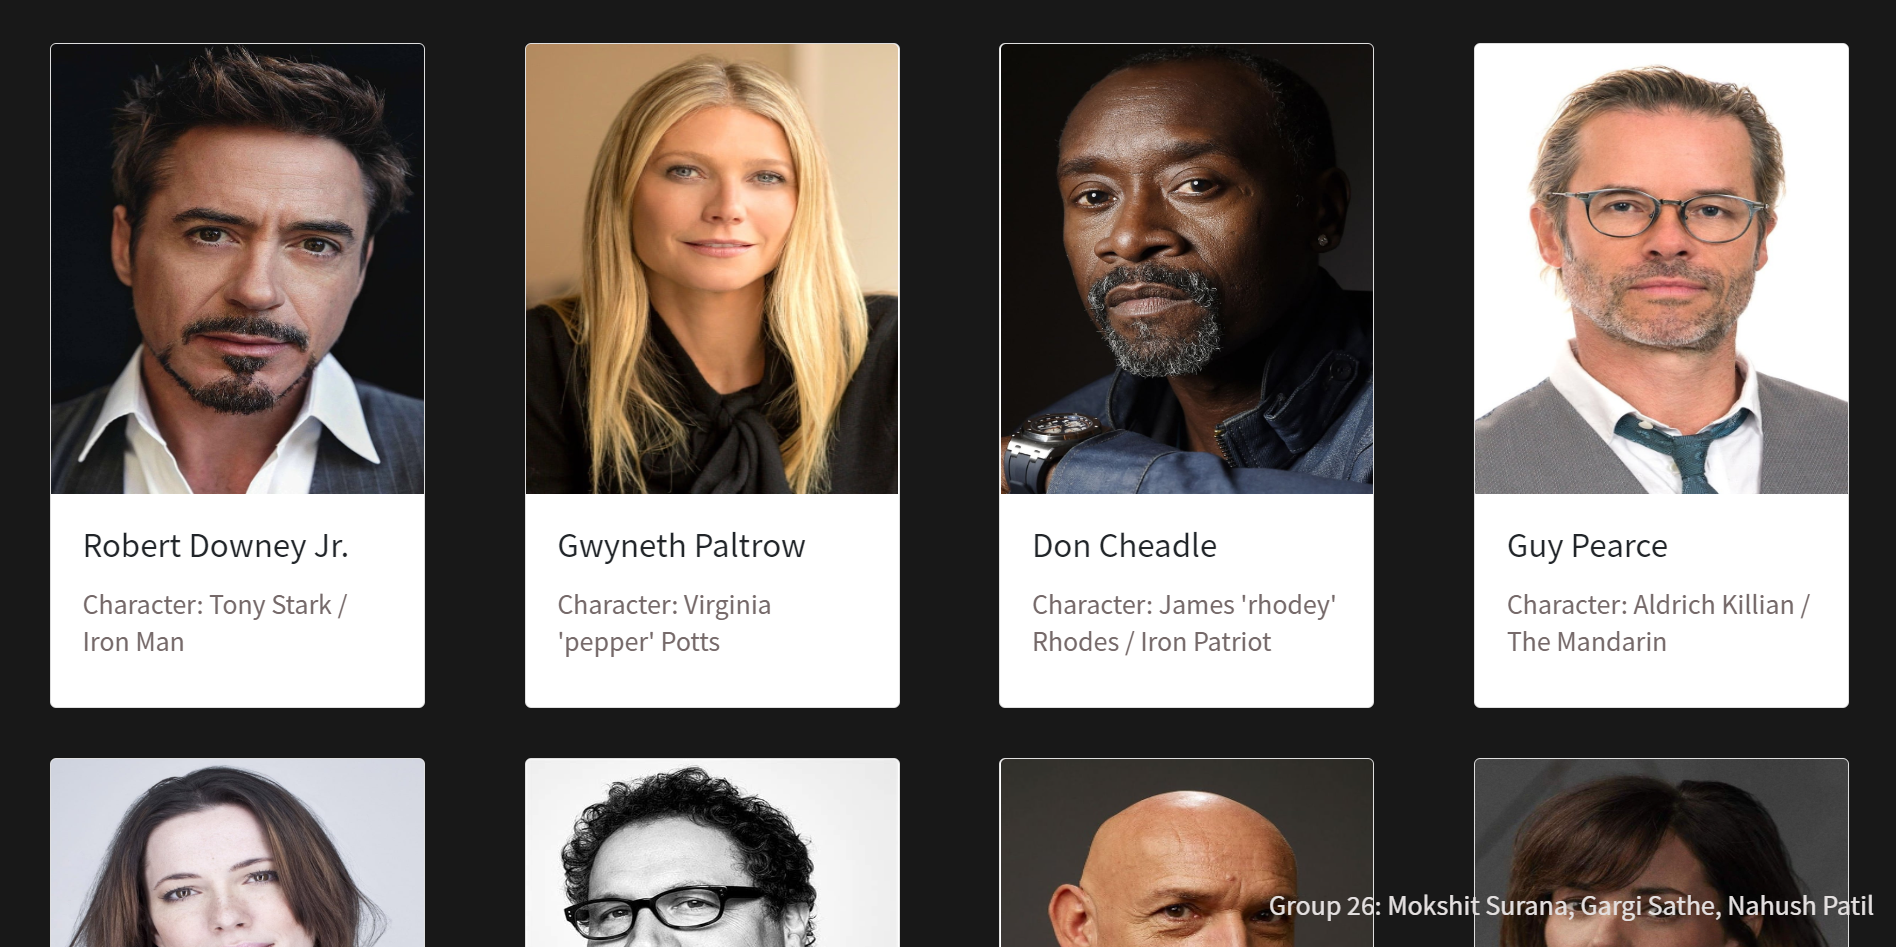 Robert Downey Jr.
Character: Tony Stark /
Iron Man
Gwyneth Paltrow
Character: Virginia
'pepper' Potts
Don Cheadle
Character: James 'rhodey'
Rhodes / Iron Patriot
Guy Pearce
Character: Aldrich Killian /
The Mandarin
Group 26: Mokshit Surana, Gargi Sathe, Nahush Patil